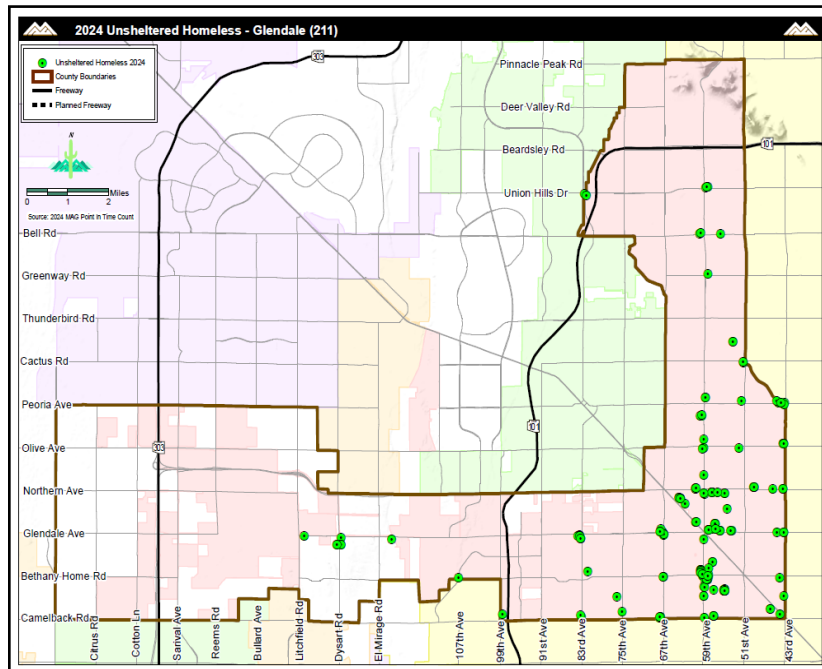 2024 Unsheltered Homeless - Glendale (211)
Unsheltered Homeless 2024
County Boundaries
Freeway
Planned Freeway
N
Miles
0 1 2
Source: 2024 MAG Point in Time Count
303
Pinnacle Peak Rd
Deer Valley Rd
Beardsley Rd
101
Union Hills Dr
Bell Rd
Greenway Rd
Thunderbird Rd
Cactus Rd
Peoria Ave
101
Olive Ave
303
Northern Ave
Glendale Ave
Bethany Home Rd
Camelback Rd
Citrus Rd
Cotton Ln
Sarival Ave
Reems Rd
Bullard Ave
Litchfield Rd
Dysart Rd
El Mirage Rd
107th Ave
99th Ave
91st Ave
83rd Ave
75th Ave
67th Ave
59th Ave
51st Ave
43rd Ave